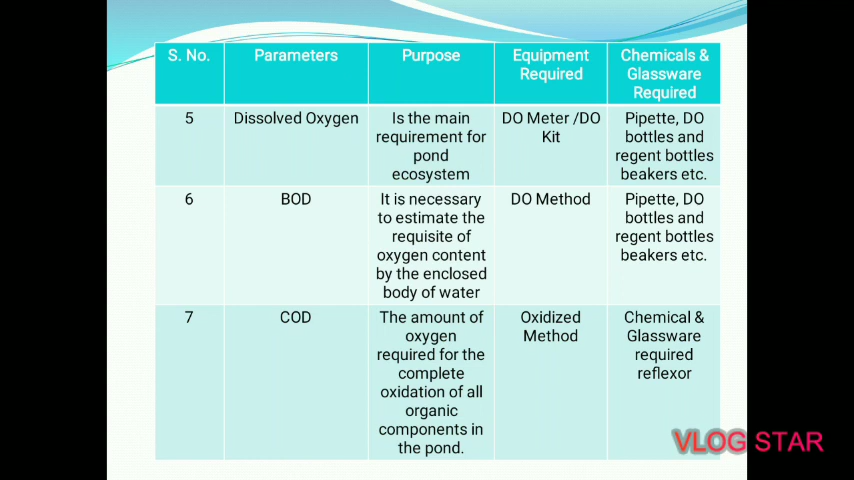 S. No.
Parameters
Purpose
Equipment
Required
Chemicals &
Glassware
Required
5
Dissolved Oxygen
Is the main
requirement for
pond
ecosystem
DO Meter /DO
Kit
Pipette, DO
bottles and
regent bottles
beakers etc.
6
BOD
It is necessary
to estimate the
requisite of
oxygen content
by the enclosed
body of water
DO Method
Pipette, DO
bottles and
regent bottles
beakers etc.
7
COD
The amount of
oxygen
required for the
complete
oxidation of all
organic
components in
the pond.
Oxidized
Method
Chemical &
Glassware
required
reflexor
VLOG STAR